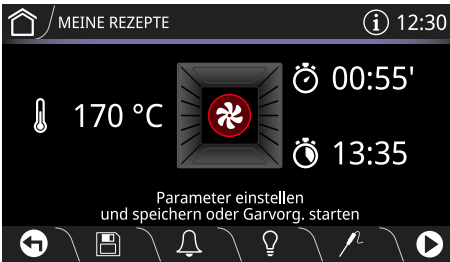 MEINE REZEPTE
i 12:30
00:55'
170 °C
13:35
Parameter einstellen
und speichern oder Garvorg. starten